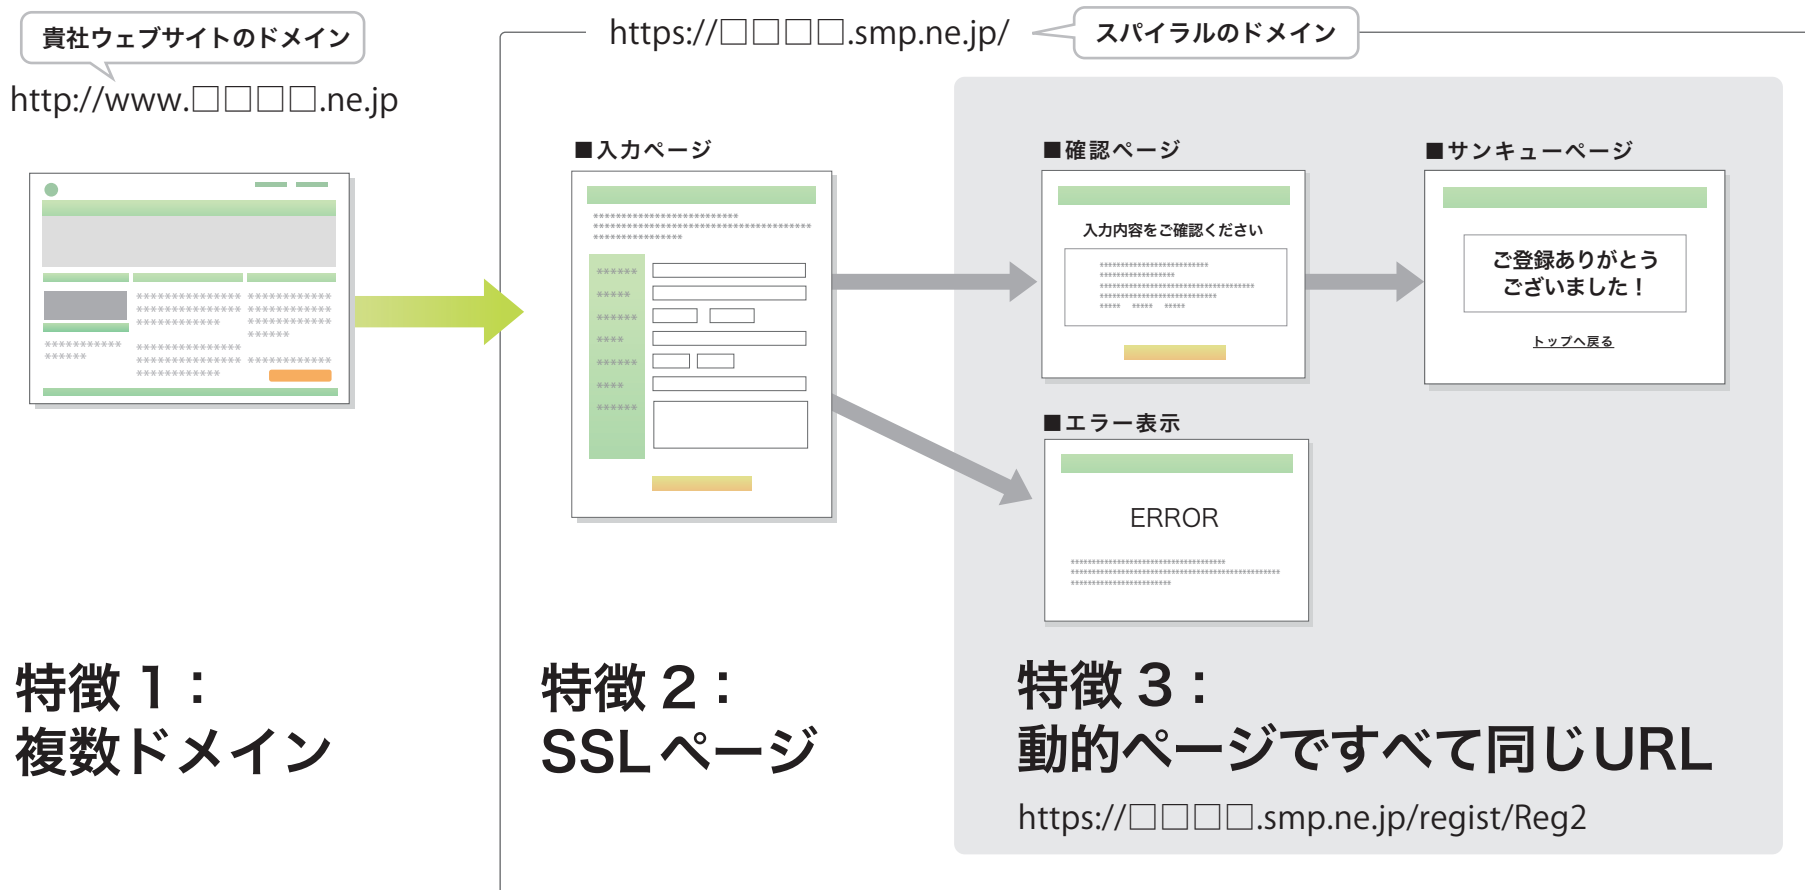 貴社ウェブサイトのドメイン
http://www.□□□□.ne.jp
https://□□□□.smp.ne.jp/
スパイラルのドメイン
■入力ページ
■確認ページ
入力内容をご確認ください
■サンキューページ
ご登録ありがとう
ございました！
トップへ戻る
■エラー表示
ERROR
特徴 1：
複数ドメイン
特徴 2：
SSLページ
特徴 3：
動的ページですべて同じURL
https://□□□□.smp.ne.jp/regist/Reg2